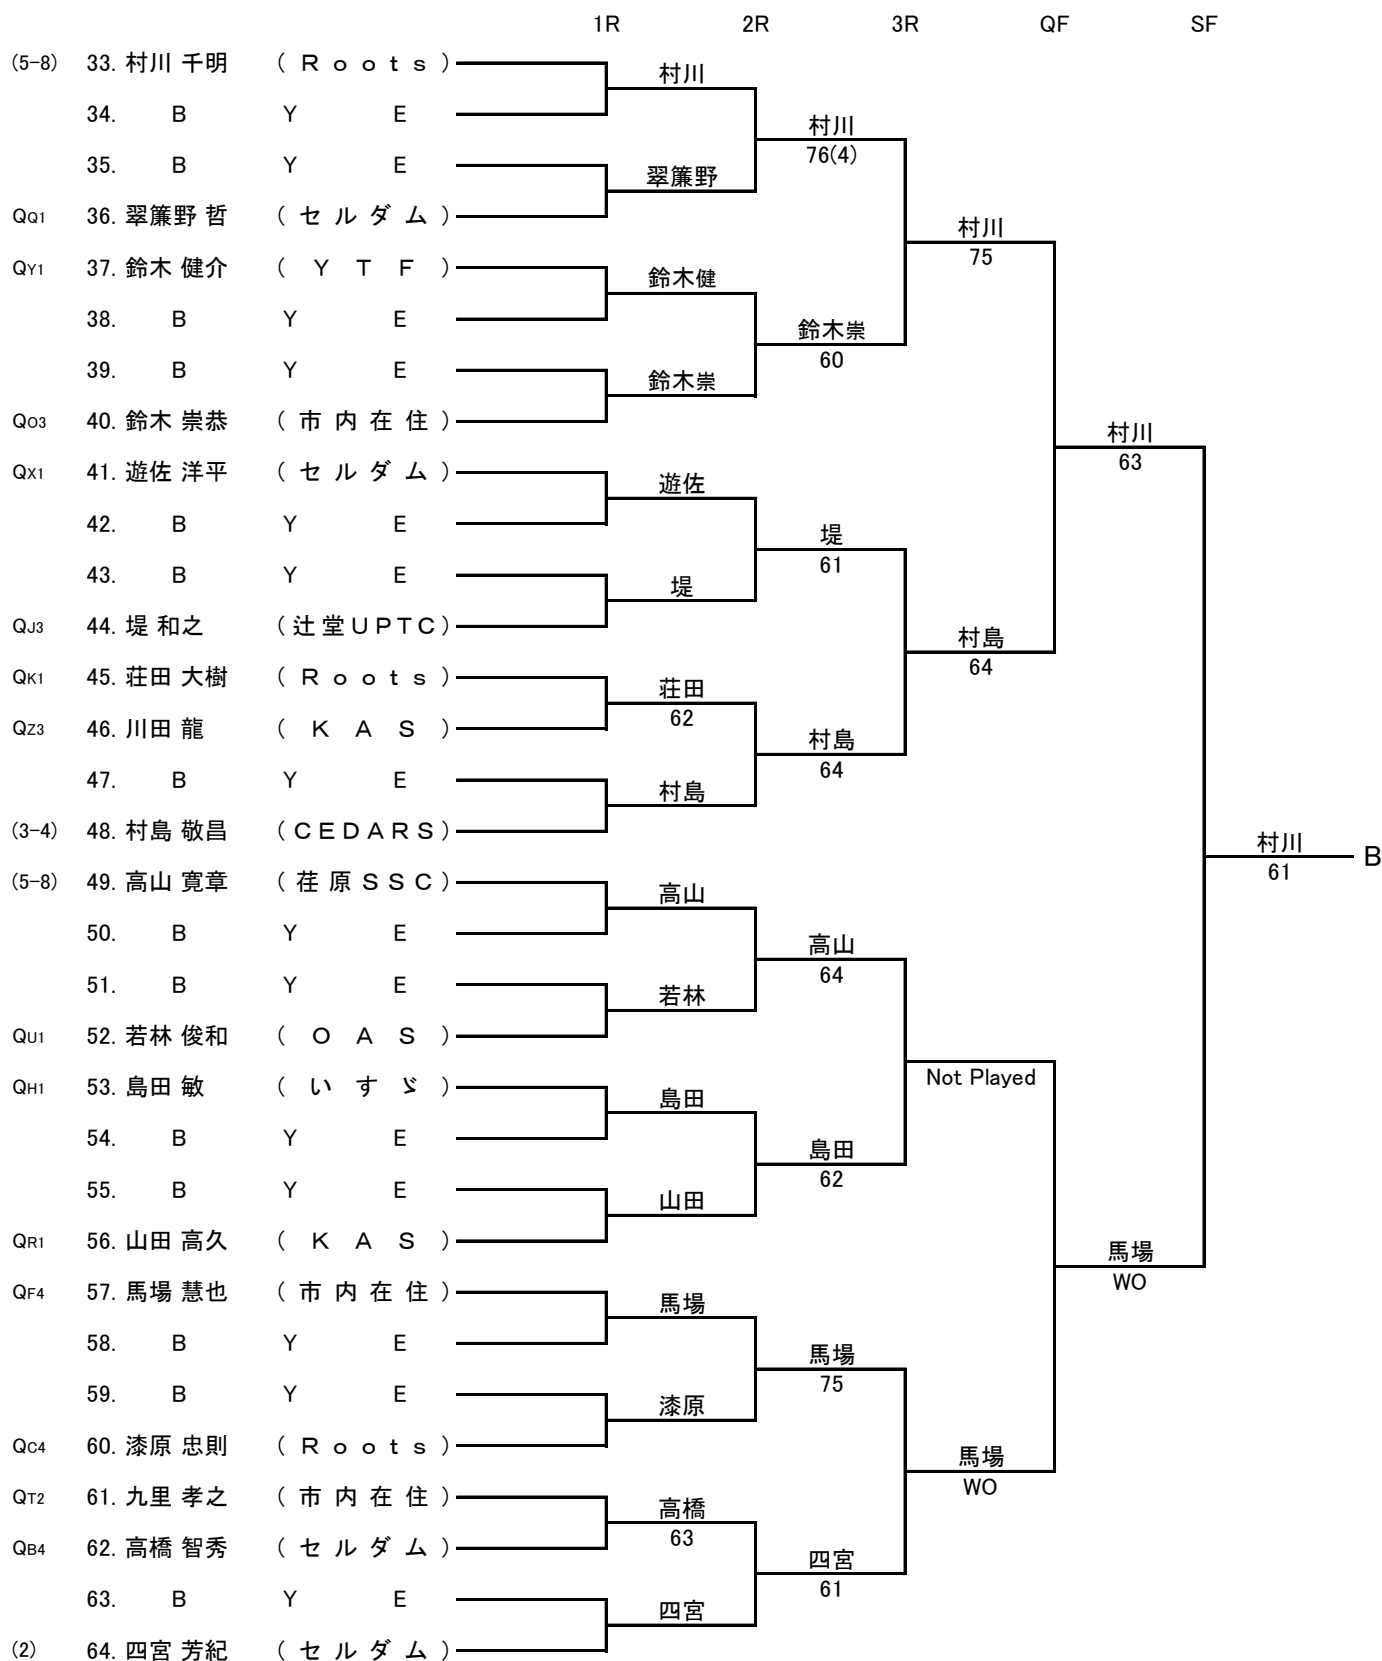 1R 2R 3R QF SF
(5-8) 33. 村川 千明 (Roots)
村川
34. B Y E
村川
76(4)
35. B Y E
翠簾野
QQ1 36. 翠簾野 哲 (セルダム)
村川
75
QY1 37. 鈴木 健介 (YTF)
鈴木健
38. B Y E
鈴木崇
60
39. B Y E
鈴木崇
QO3 40. 鈴木 崇恭 (市内在住)
村川
63
QX1 41. 遊佐 洋平 (セルダム)
遊佐
42. B Y E
堤
61
43. B Y E
堤
QJ3 44. 堤 和之 (辻堂UPTC)
村島
64
QK1 45. 荘田 大樹 (Roots)
荘田
62
QZ3 46. 川田 龍 (KAS)
村島
64
47. B Y E
村島
(3-4) 48. 村島 敬昌 (CEDARS)
村川 B
61
(5-8) 49. 高山 寛章 (荏原SSC)
高山
50. B Y E
高山
64
51. B Y E
若林
QU1 52. 若林 俊和 (OAS)
Not Played
QH1 53. 島田 敏 (いすゞ)
島田
54. B Y E
島田
62
55. B Y E
山田
QR1 56. 山田 高久 (KAS)
馬場
WO
QF4 57. 馬場 慧也 (市内在住)
馬場
58. B Y E
馬場
75
59. B Y E
漆原
QC4 60. 漆原 忠則 (Roots)
馬場
WO
QT2 61. 九里 孝之 (市内在住)
高橋
63
QB4 62. 高橋 智秀 (セルダム)
四宮
61
63. B Y E
四宮
(2) 64. 四宮 芳紀 (セルダム)